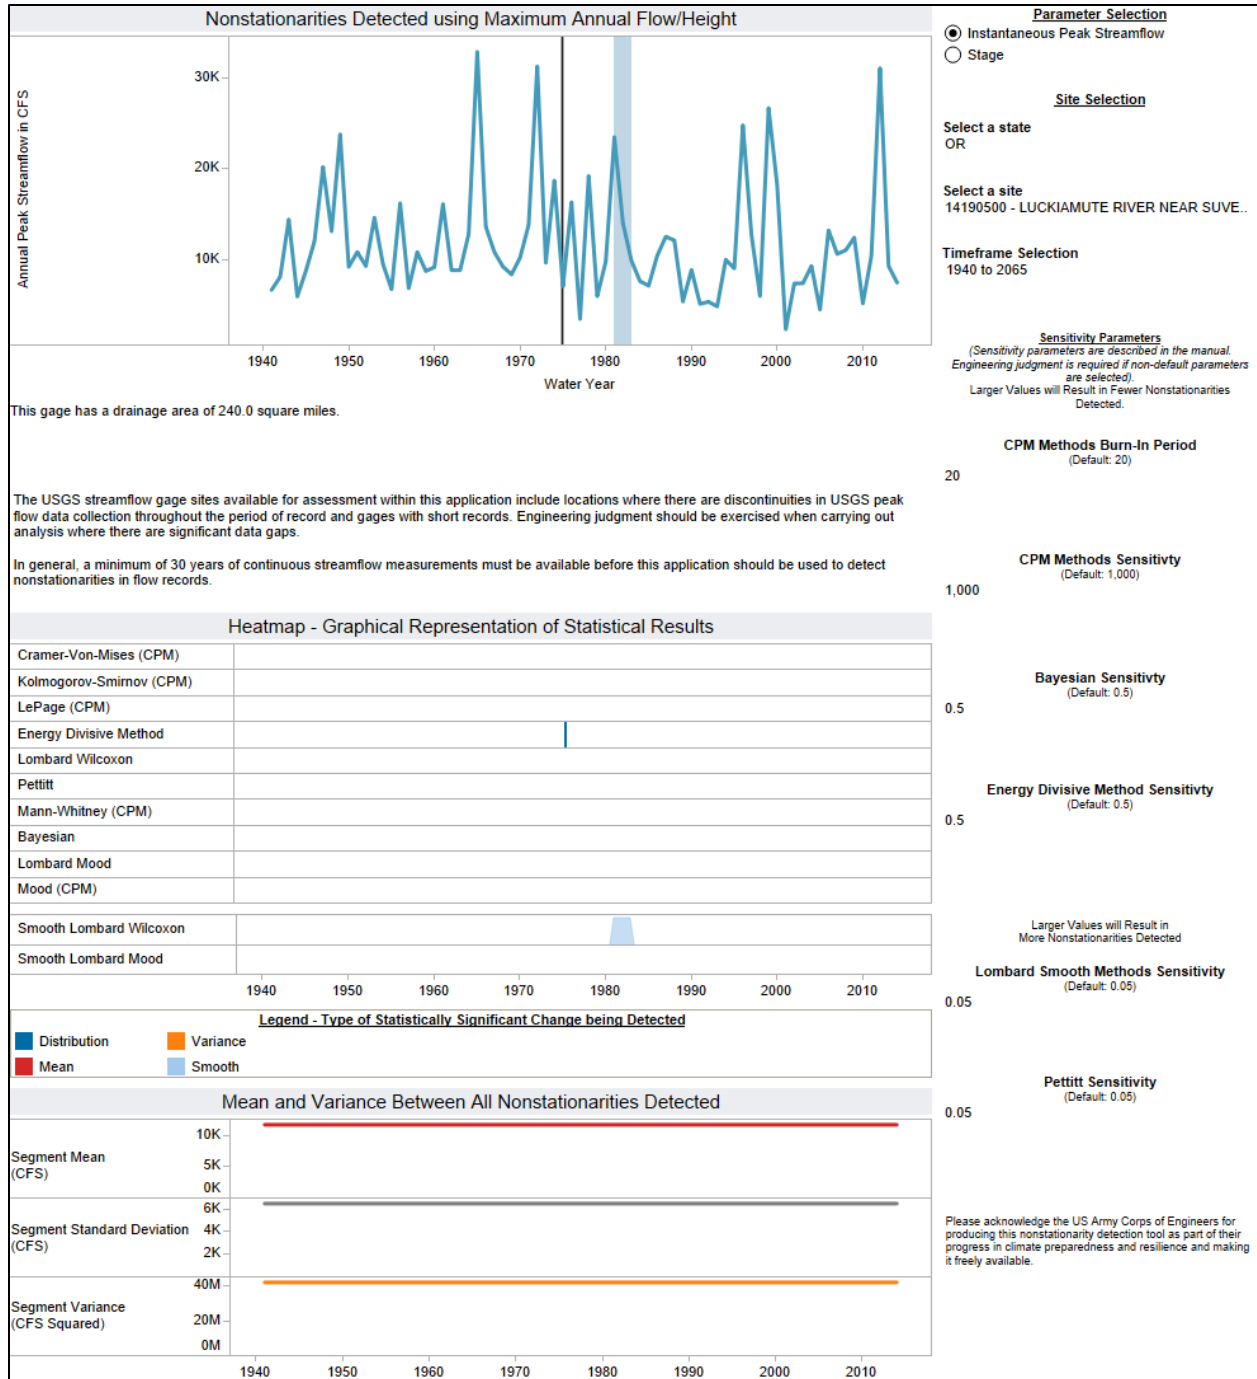 Nonstationarities Detected using Maximum Annual Flow/Height
Annual Peak Streamflow in CFS
30K
20K
10K
1940 1950 1960 1970 1980 1990 2000 2010
Water Year
This gage has a drainage area of 240.0 square miles.
The USGS streamflow gage sites available for assessment within this application include locations where there are discontinuities in USGS peak
flow data collection throughout the period of record and gages with short records. Engineering judgment should be exercised when carrying out
analysis where there are significant data gaps.
In general, a minimum of 30 years of continuous streamflow measurements must be available before this application should be used to detect
nonstationarities in flow records.
Heatmap - Graphical Representation of Statistical Results
Cramer-Von-Mises (CPM)
Kolmogorov-Smirnov (CPM)
LePage (CPM)
Energy Divisive Method
Lombard Wilcoxon
Pettitt
Mann-Whitney (CPM)
Bayesian
Lombard Mood
Mood (CPM)
Smooth Lombard Wilcoxon
Smooth Lombard Mood
1940 1950 1960 1970 1980 1990 2000 2010
Legend - Type of Statistically Significant Change being Detected
Distribution Variance
Mean Smooth
Mean and Variance Between All Nonstationarities Detected
Segment Mean
(CFS)
10K
5K
0K
Segment Standard Deviation
(CFS)
6K
4K
2K
Segment Variance
(CFS Squared)
40M
20M
0M
1940 1950 1960 1970 1980 1990 2000 2010
Parameter Selection
Instantaneous Peak Streamflow
Stage
Site Selection
Select a state
OR
Select a site
14190500 - LUCKIAMUTE RIVER NEAR SUVE..
Timeframe Selection
1940 to 2065
Sensitivity Parameters
(Sensitivity parameters are described in the manual.
Engineering judgment is required if non-default parameters
are selected).
Larger Values will Result in Fewer Nonstationarities
Detected.
CPM Methods Burn-In Period
(Default: 20)
20
CPM Methods Sensitivty
(Default: 1,000)
1,000
Bayesian Sensitivty
(Default: 0.5)
0.5
Energy Divisive Method Sensitivty
(Default: 0.5)
0.5
Larger Values will Result in
More Nonstationarities Detected
Lombard Smooth Methods Sensitivity
(Default: 0.05)
0.05
Pettitt Sensitivity
(Default: 0.05)
0.05
Please acknowledge the US Army Corps of Engineers for
producing this nonstationarity detection tool as part of their
progress in climate preparedness and resilience and making
it freely available.